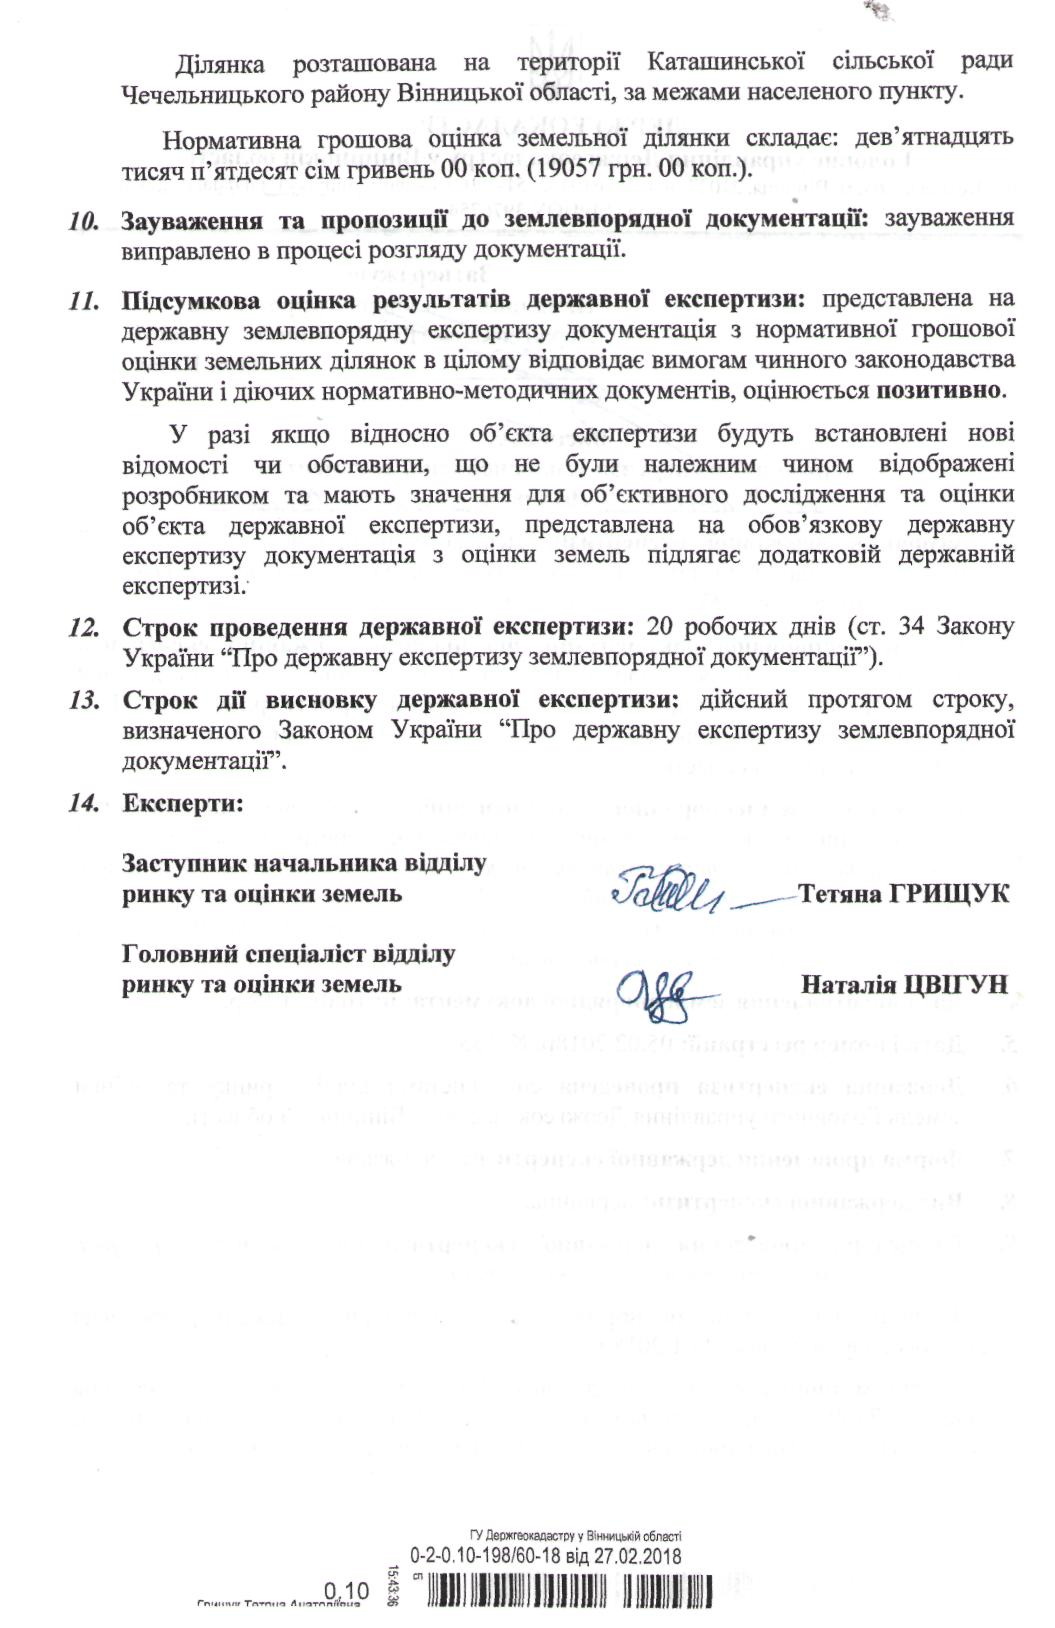 Ділянка розташована на території Каташинської сільської ради
Чечельницького району Вінницької області, за межами населеного пункту.
Нормативна грошова оцінка земельної ділянки складає: дев’ятнадцять
тисяч п’ятдесят сім гривень 00 коп. (19057 грн. 00 коп.).
10. Зауваження та пропозиції до землевпорядної документації: зауваження
виправлено в процесі розгляду документації.
11. Підсумкова оцінка результатів державної експертизи: представлена на
державну землевпорядну експертизу документація з нормативної грошової
оцінки земельних ділянок в цілому відповідає вимогам чинного законодавства
України і діючих нормативно-методичних документів, оцінюється позитивно.
У разі якщо відносно об’єкта експертизи будуть встановлені нові
відомості чи обставини, що не були належним чином відображені
розробником та мають значення для об’єктивного дослідження та оцінки
об’єкта державної експертизи, представлена на обов’язкову державну
експертизу документація з оцінки земель підлягає додатковій державній
експертизі.
12. Строк проведення державної експертизи: 20 робочих днів (ст. 34 Закону
України “Про державну експертизу землевпорядної документації”).
13. Строк дії висновку державної експертизи: дійсний протягом строку,
визначеного Законом України “Про державну експертизу землевпорядної
документації”.
14. Експерти:
Заступник начальника відділу
ринку та оцінки земель Тетяна ГРИЩУК
Головний спеціаліст відділу
ринку та оцінки земель Наталія ЦВІГУН
ГУ Держгеокадастру у Вінницькій області
0-2-0.10-198/60-18 від 27.02.2018
15:43:36
0,10
Грищук Тетяна Анатоліївна